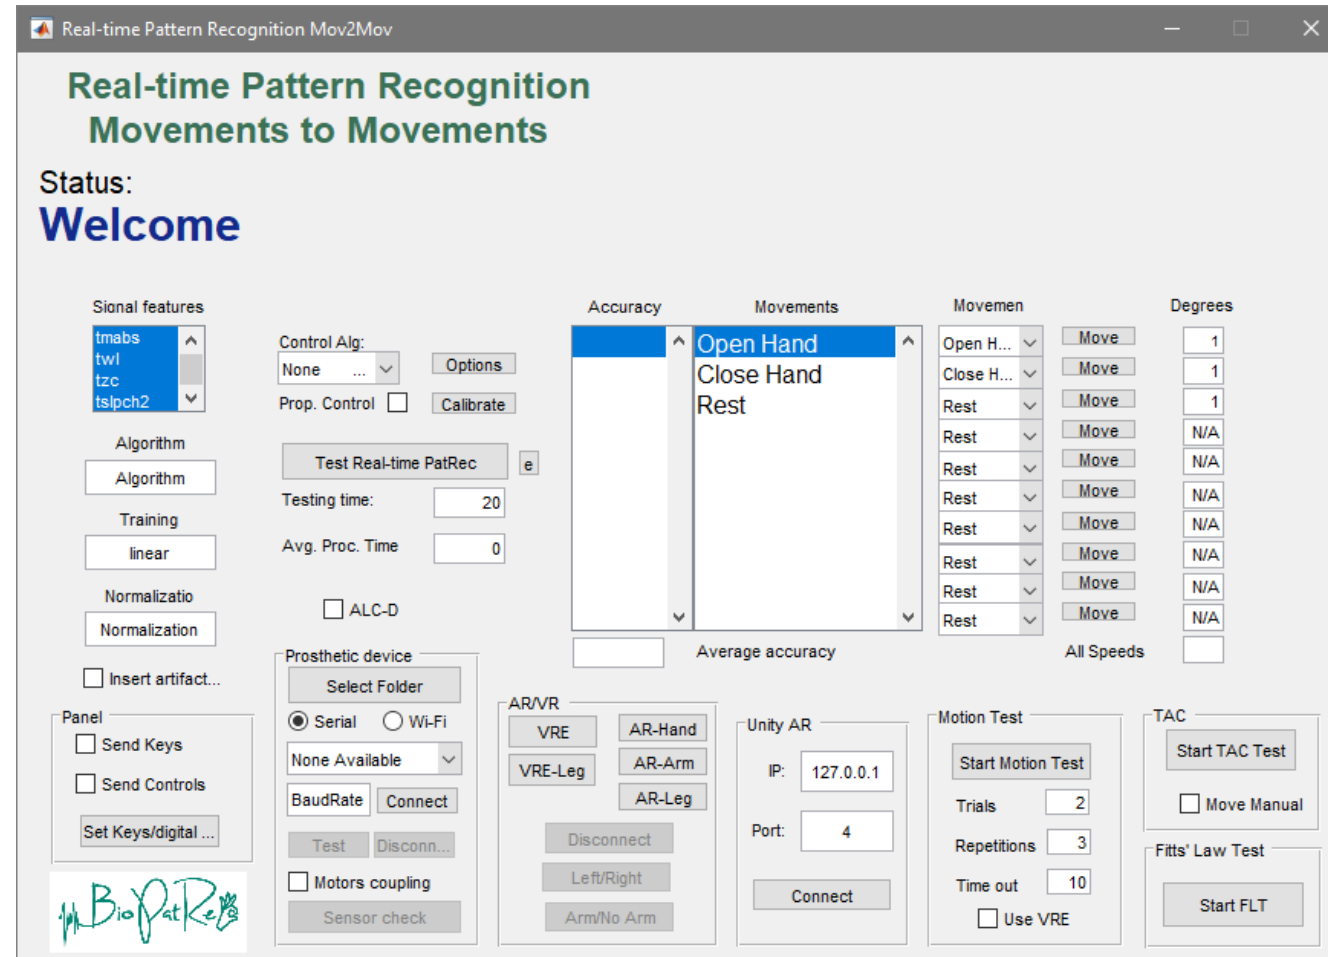 Real-time Pattern Recognition Mov2Mov
Real-time Pattern Recognition
Movements to Movements
Status:
Welcome
Signal features
tmabs
twl
tzc
tslpch2
Algorithm
Algorithm
Training
linear
Normalizatio
Normalization
Insert artifact...
Panel
Send Keys
Send Controls
Set Keys/digital ...
BioPatRec
Control Alg:
None ...
Options
Prop. Control
Calibrate
Test Real-time PatRec
e
Testing time:
20
Avg. Proc. Time
0
ALC-D
Prosthetic device
Select Folder
Serial
Wi-Fi
None Available
BaudRate
Connect
Test
Disconn...
Motors coupling
Sensor check
Accuracy
Movements
Open Hand
Close Hand
Rest
Average accuracy
Movemen
Degrees
Open H... Move 1
Close H... Move 1
Rest Move 1
Rest Move N/A
Rest Move N/A
Rest Move N/A
Rest Move N/A
Rest Move N/A
Rest Move N/A
Rest Move N/A
All Speeds
AR/VR
VRE
AR-Hand
VRE-Leg
AR-Arm
AR-Leg
Disconnect
Left/Right
Arm/No Arm
Unity AR
IP: 127.0.0.1
Port: 4
Connect
Motion Test
Start Motion Test
Trials 2
Repetitions 3
Time out 10
Use VRE
TAC
Start TAC Test
Move Manual
Fitts' Law Test
Start FLT